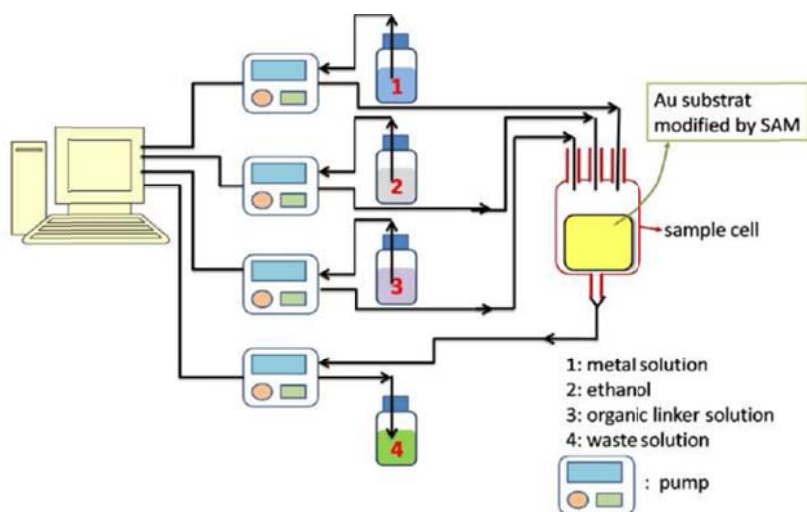 1
Au substrat
modified by SAM
2
sample cell
3
1: metal solution
2: ethanol
3: organic linker solution
4: waste solution
4
: pump